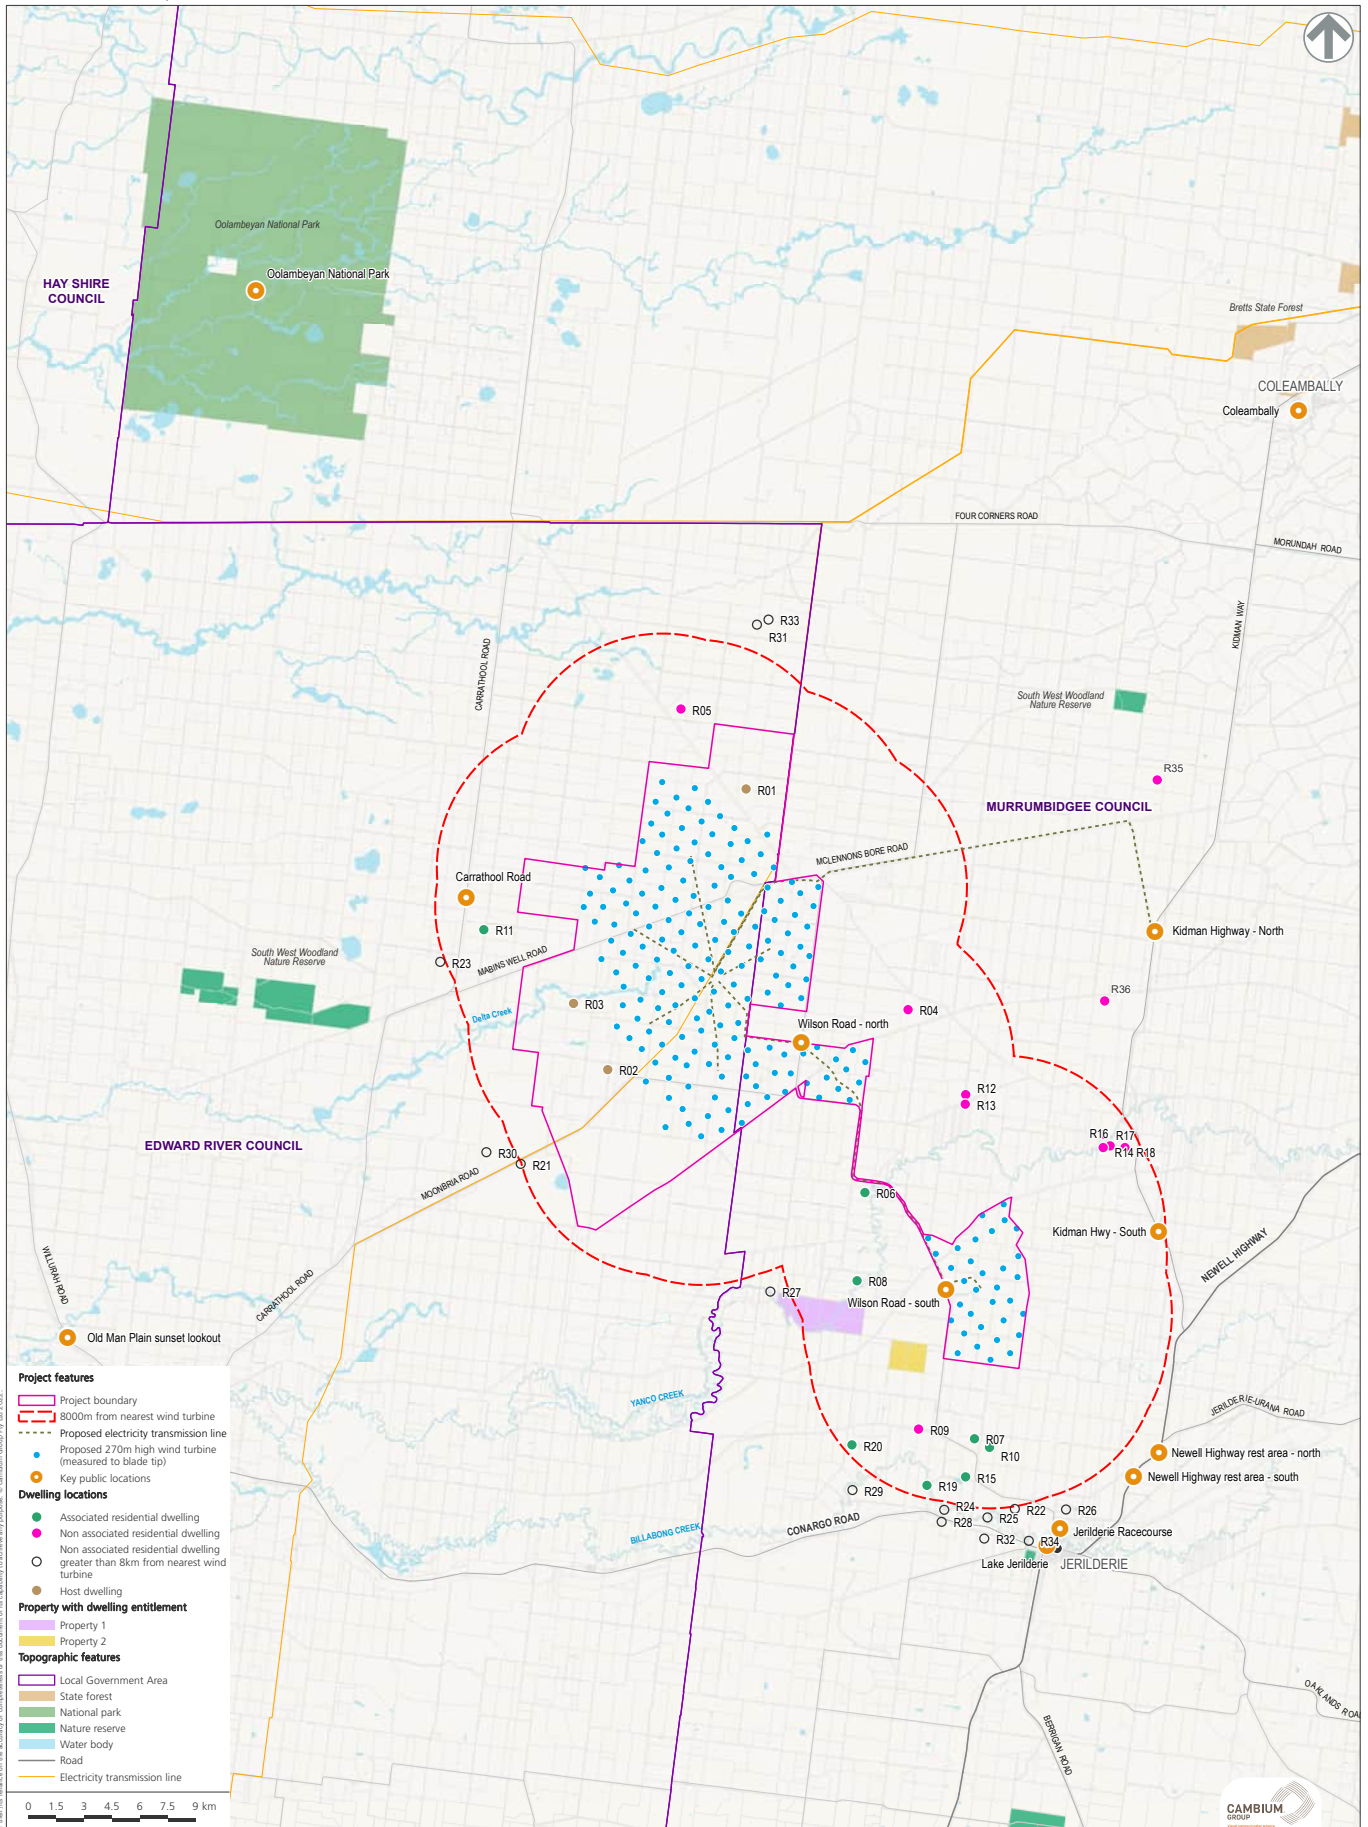 Oolambeyan National Park
Oolambeyan National Park
HAY SHIRE
COUNCIL
Bretts State Forest
COLEAMBALLY
Coleambally
FOUR CORNERS ROAD
MORUNDAH ROAD
KIDMAN WAY
R33
R31
CARRATHOOL ROAD
South West Woodland
Nature Reserve
R05
R35
R01
MURRUMBIDGEE COUNCIL
MCLENNONS BORE ROAD
Carrathool Road
R11
Kidman Highway - North
South West Woodland
Nature Reserve
R23
MABINS WELL ROAD
R36
R03
R04
Delta Creek
Wilson Road - north
R02
R12
R13
EDWARD RIVER COUNCIL
R16
R17
R14
R18
R30
R21
MOONBRIA ROAD
R06
Kidman Hwy - South
NEWELL HIGHWAY
WILLURAH ROAD
CARRATHOOL ROAD
R08
R27
Wilson Road - south
Old Man Plain sunset lookout
YANCO CREEK
JERILDERIE-URANA ROAD
R09
R07
R10
R20
Newell Highway rest area - north
Newell Highway rest area - south
R15
R19
R29
R24
R22
R26
R25
R28
CONARGO ROAD
BILLABONG CREEK
Jerilderie Racecourse
R32
R34
Lake Jerilderie
JERILDERIE
OAKLANDS ROAD
BERRIGAN ROAD
Project features
Project boundary
8000m from nearest wind turbine
Proposed electricity transmission line
Proposed 270m high wind turbine
(measured to blade tip)
Key public locations
Dwelling locations
Associated residential dwelling
Non associated residential dwelling
Non associated residential dwelling
greater than 8km from nearest wind
turbine
Host dwelling
Property with dwelling entitlement
Property 1
Property 2
Topographic features
Local Government Area
State forest
National park
Nature reserve
Water body
Road
Electricity transmission line
0 1.5 3 4.5 6 7.5 9 km
CAMBIUM
GROUP